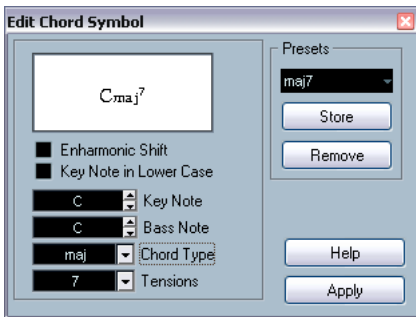 Edit Chord Symbol
Cmaj7
Enharmonic Shift
Key Note in Lower Case
C Key Note
C Bass Note
maj Chord Type
7 Tensions
Presets
maj7
Store
Remove
Help
Apply